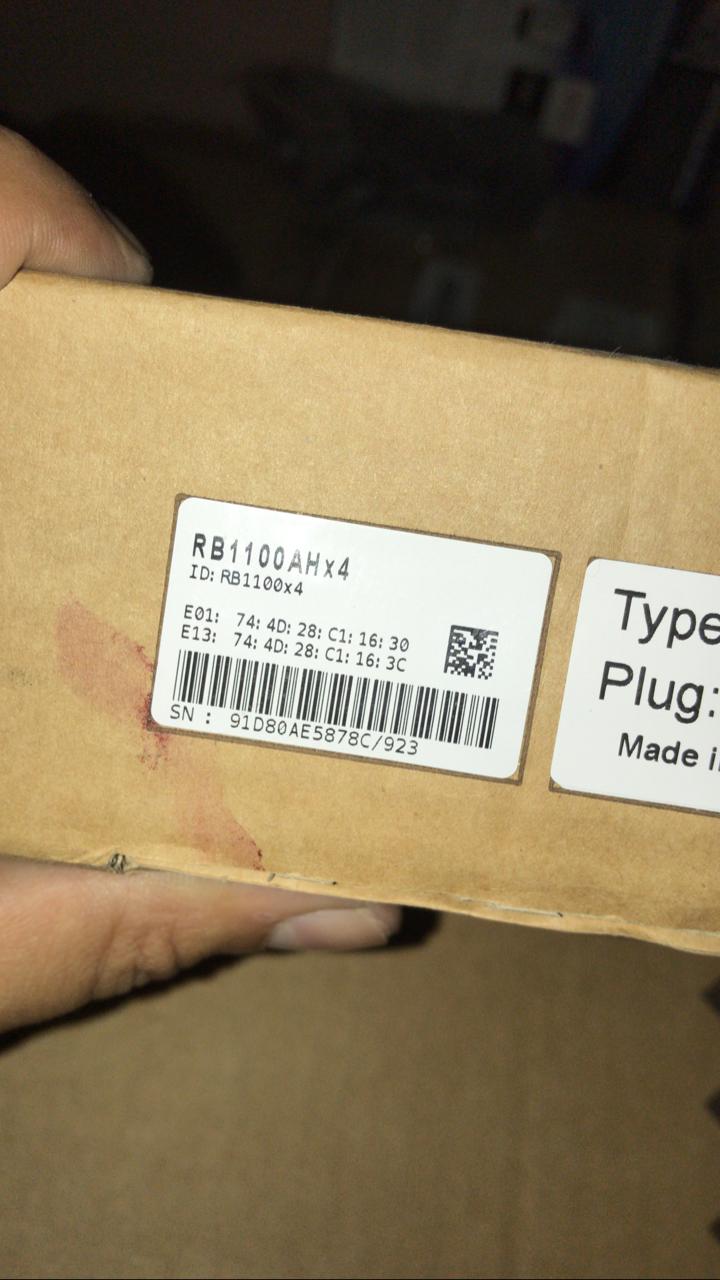 RB1100AHx4
ID: RB1100x4
E01: 74:4D:28:C1:16:30
E13: 74:4D:28:C1:16:3C
SN : 91D80AE5878C/923
Type
Plug:
Made i